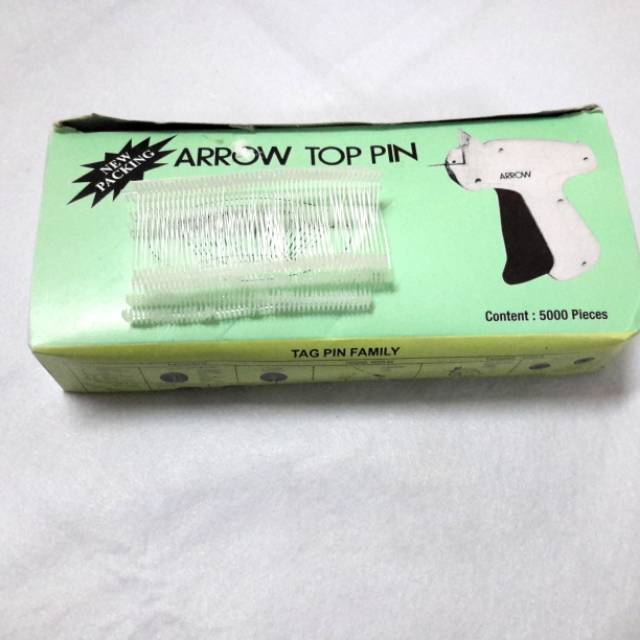 NEW
PACKING
ARROW TOP PIN
ARROW
Content : 5000 Pieces
TAG PIN FAMILY